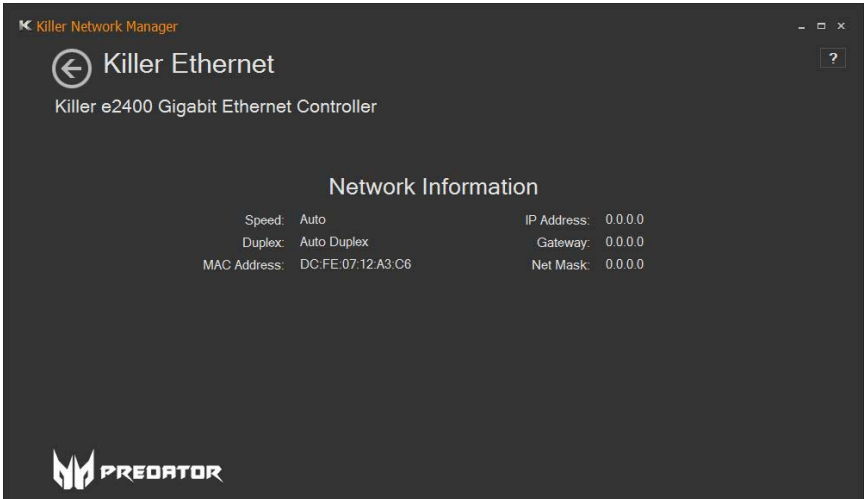 Killer Network Manager
?
Killer Ethernet
Killer e2400 Gigabit Ethernet Controller
Network Information
Speed: Auto IP Address: 0.0.0.0
Duplex: Auto Duplex Gateway: 0.0.0.0
MAC Address: DC:FE:07:12:A3:C6 Net Mask: 0.0.0.0
PREDATOR